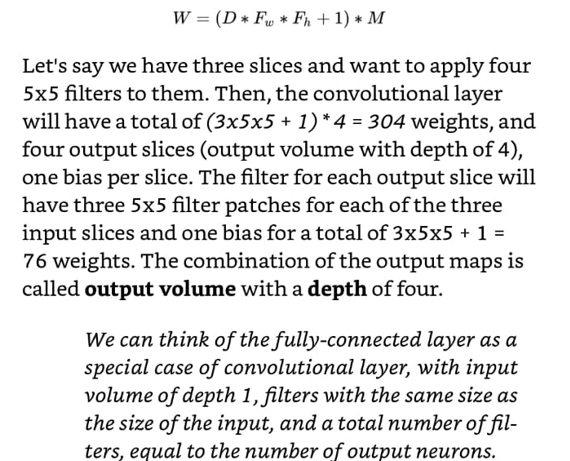 W = (D * F_w * F_h + 1) * M
Let's say we have three slices and want to apply four
5x5 filters to them. Then, the convolutional layer
will have a total of (3x5x5 + 1) * 4 = 304 weights, and
four output slices (output volume with depth of 4),
one bias per slice. The filter for each output slice will
have three 5x5 filter patches for each of the three
input slices and one bias for a total of 3x5x5 + 1 =
76 weights. The combination of the output maps is
called output volume with a depth of four.
We can think of the fully-connected layer as a
special case of convolutional layer, with input
volume of depth 1, filters with the same size as
the size of the input, and a total number of fil-
ters, equal to the number of output neurons.